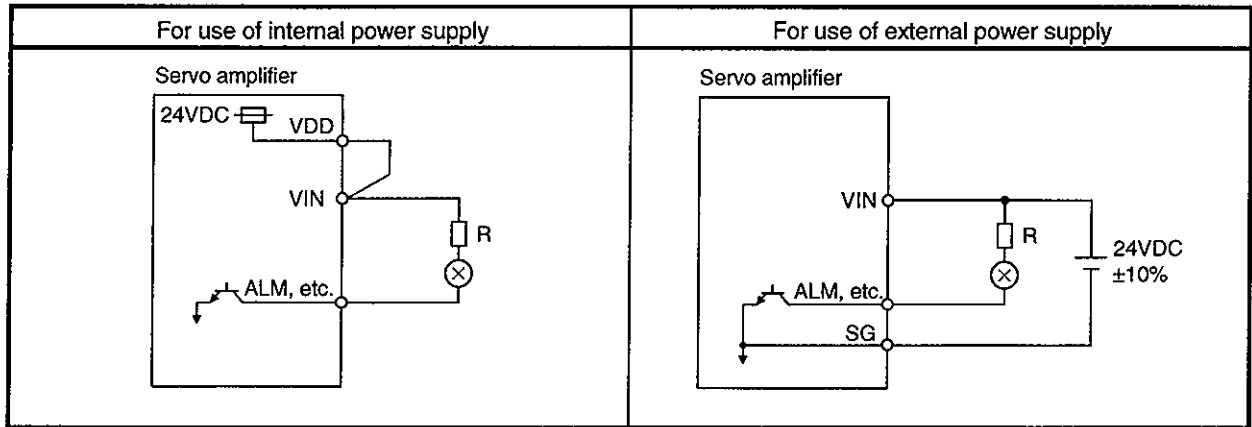 For use of internal power supply
For use of external power supply
Servo amplifier
24VDC
VDD
VIN
R
ALM, etc.
Servo amplifier
VIN
R
24VDC
±10%
ALM, etc.
SG